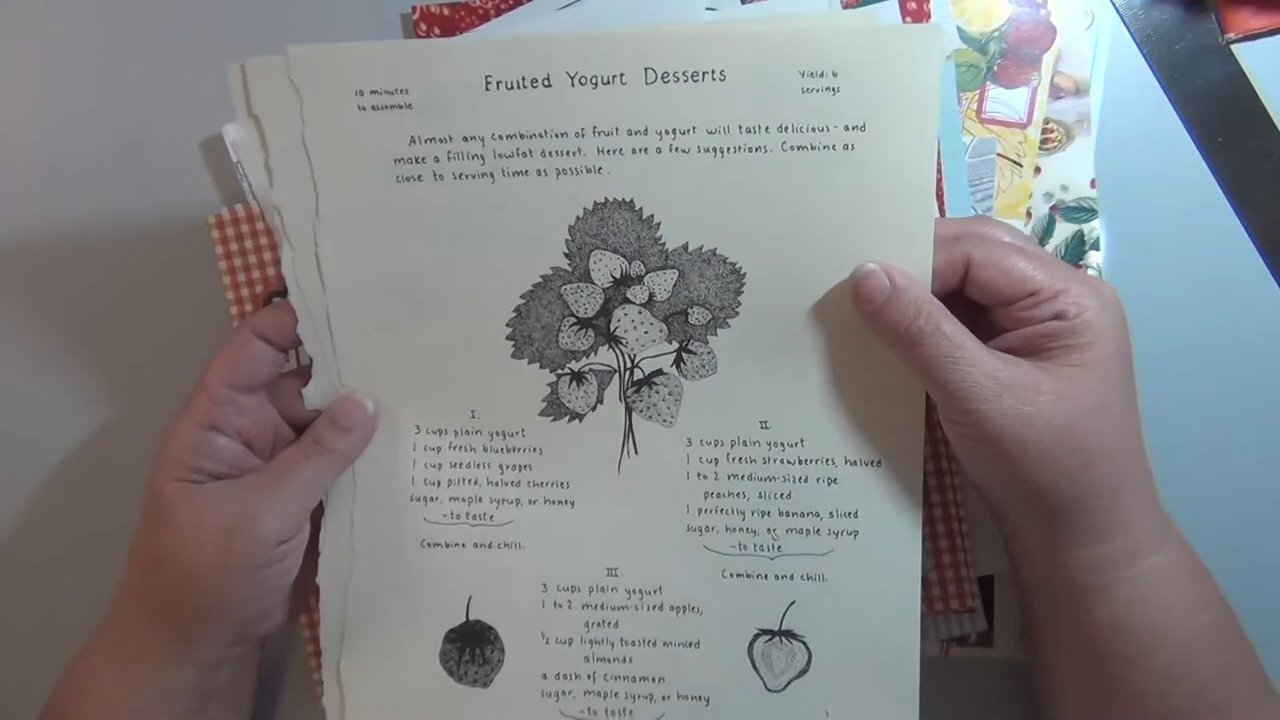 Fruited Yogurt Desserts
10 minutes
to assemble
Yield: 6
servings
Almost any combination of fruit and yogurt will taste delicious - and
make a filling lowfat dessert. Here are a few suggestions. Combine as
close to serving time as possible.
I.
3 cups plain yogurt
1 cup fresh blueberries
1 cup seedless grapes
1 cup pitted, halved cherries
sugar, maple syrup, or honey
-to taste
Combine and chill.
II.
3 cups plain yogurt
1 cup fresh strawberries, halved
1 to 2 medium-sized ripe
peaches, sliced
1 perfectly ripe banana, sliced
sugar, honey, or maple syrup
-to taste
Combine and chill.
III.
3 cups plain yogurt
1 to 2 medium-sized apples,
grated
½ cup lightly toasted minced
almonds
a dash of cinnamon
sugar, maple syrup, or honey
-to taste